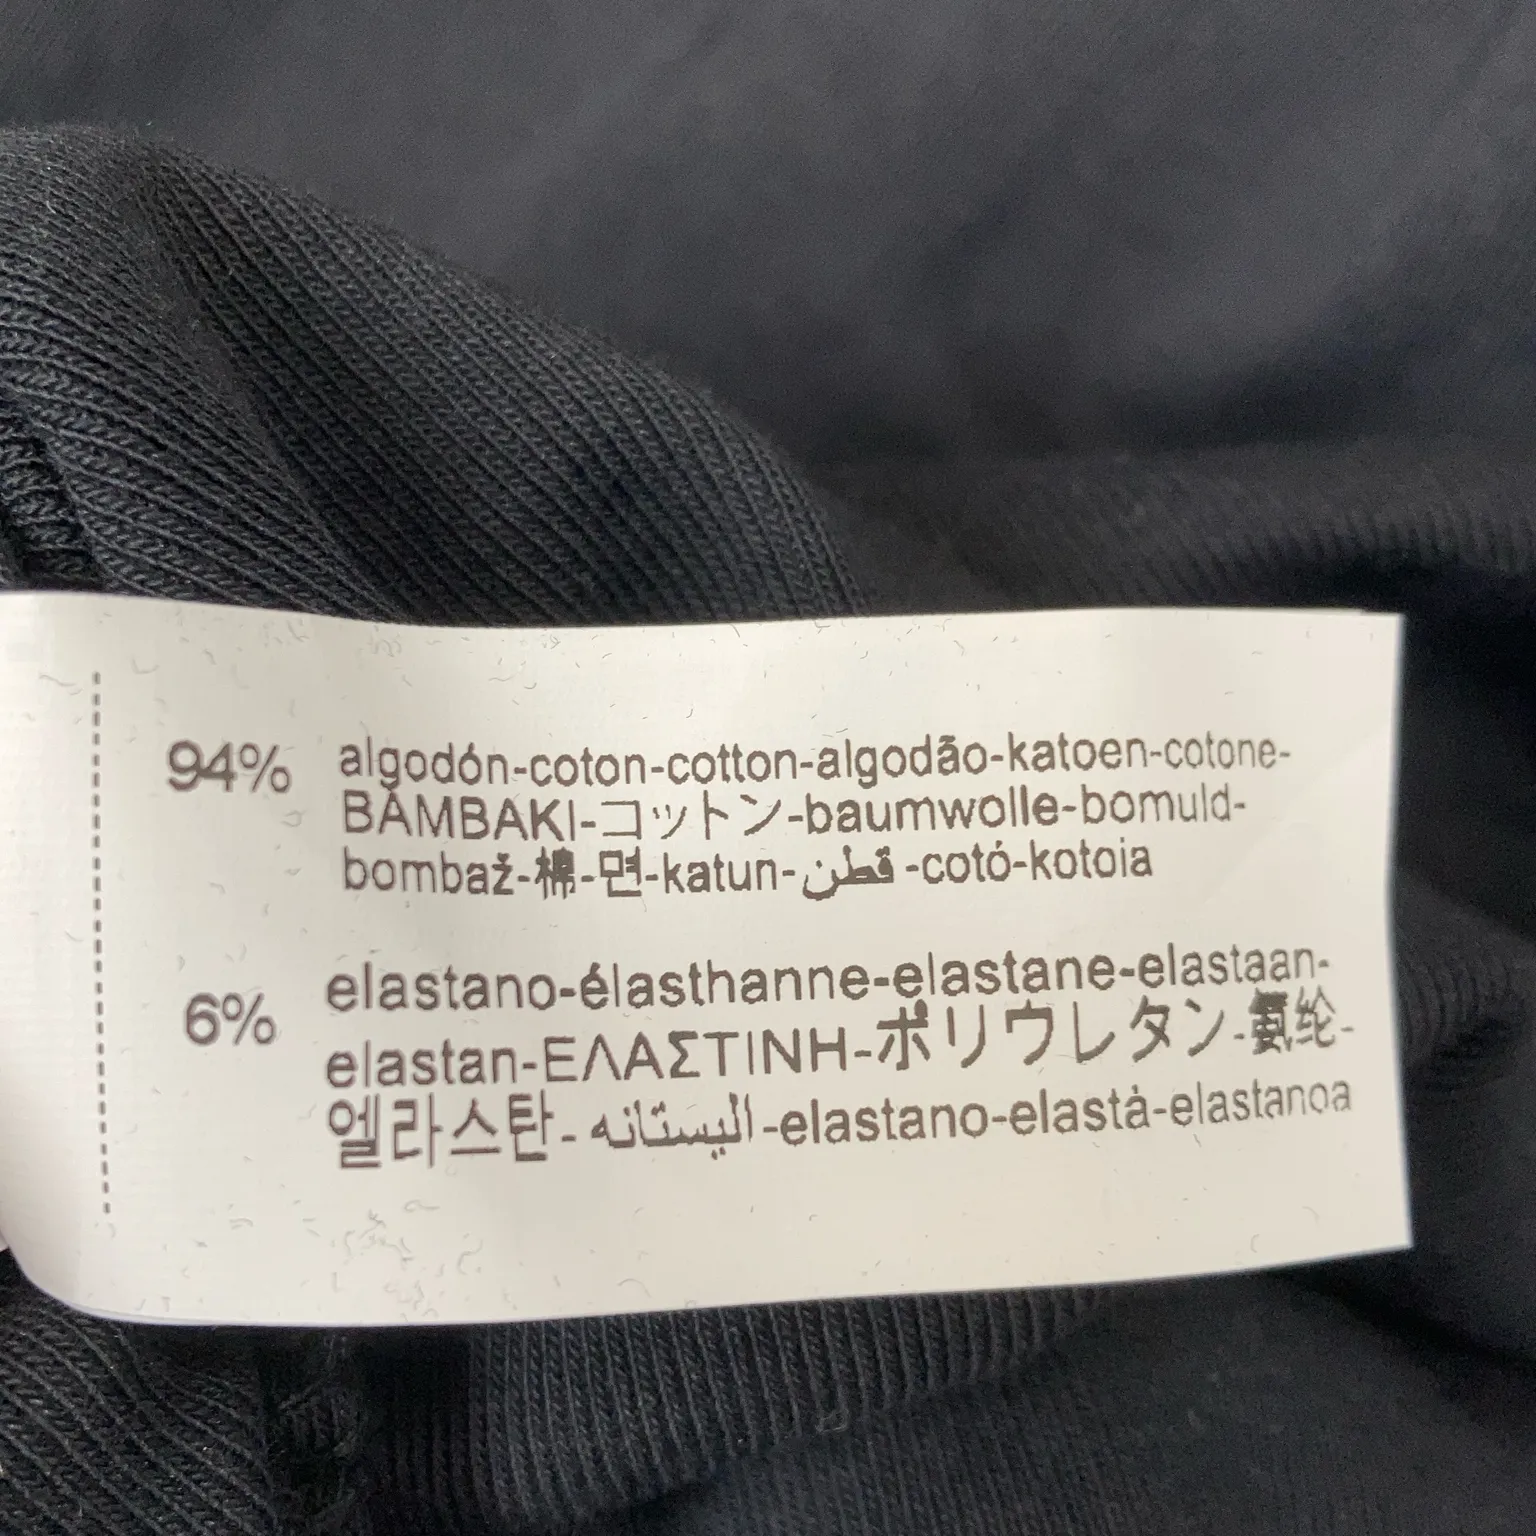 94% algodón-coton-cotton-algodão-katoen-cotone-
BÁMBAKI-コットン-baumwolle-bomuld-
bombaž-棉-면-katun-قطن-cotó-kotoia
6% elastano-élasthanne-elastane-elastaan-
elastan-ΕΛΑΣΤΙΝΗ-ポリウレタン-氨纶-
엘라스탄-اليستانه-elastano-elastà-elastanoa